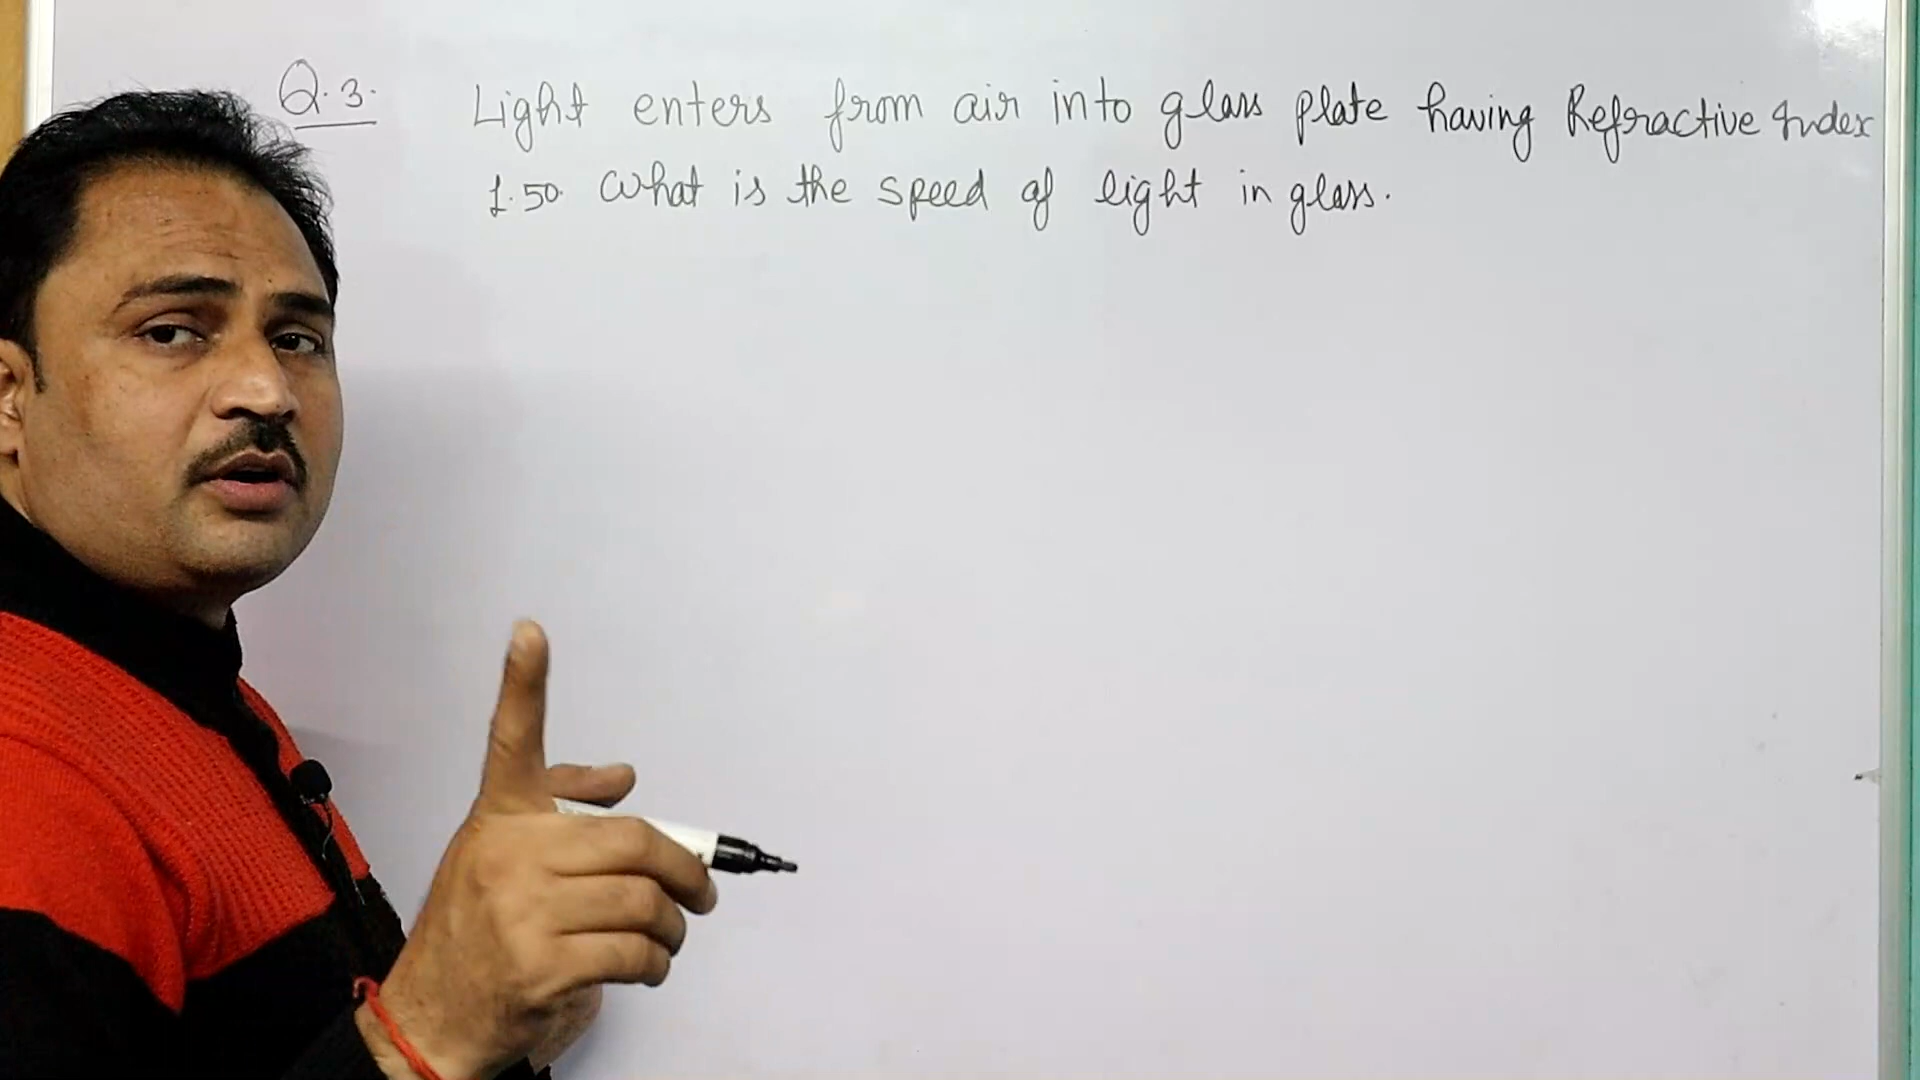 Q.3. Light enters from air into glass plate having Refractive Index
1.50. What is the speed of light in glass.